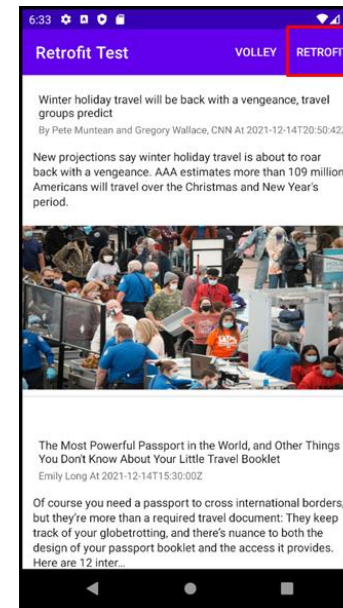 6:33
Retrofit Test VOLLEY RETROFIT
Winter holiday travel will be back with a vengeance, travel
groups predict
By Pete Muntean and Gregory Wallace, CNN At 2021-12-14T20:50:42Z
New projections say winter holiday travel is about to roar
back with a vengeance. AAA estimates more than 109 million
Americans will travel over the Christmas and New Year's
period.
The Most Powerful Passport in the World, and Other Things
You Don't Know About Your Little Travel Booklet
Emily Long At 2021-12-14T15:30:00Z
Of course you need a passport to cross international borders,
but they're more than a required travel document: They keep
track of your globetrotting, and there's nuance to both the
design of your passport booklet and the access it provides.
Here are 12 inter...